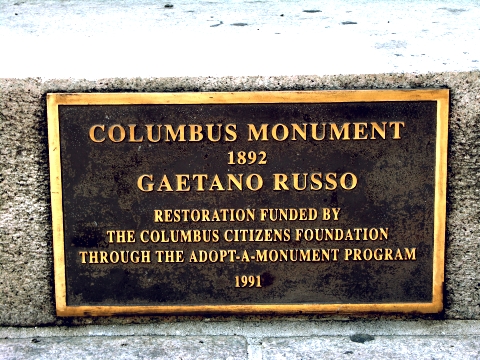 COLUMBUS MONUMENT
1892
GAETANO RUSSO
RESTORATION FUNDED BY
THE COLUMBUS CITIZENS FOUNDATION
THROUGH THE ADOPT-A-MONUMENT PROGRAM
1991